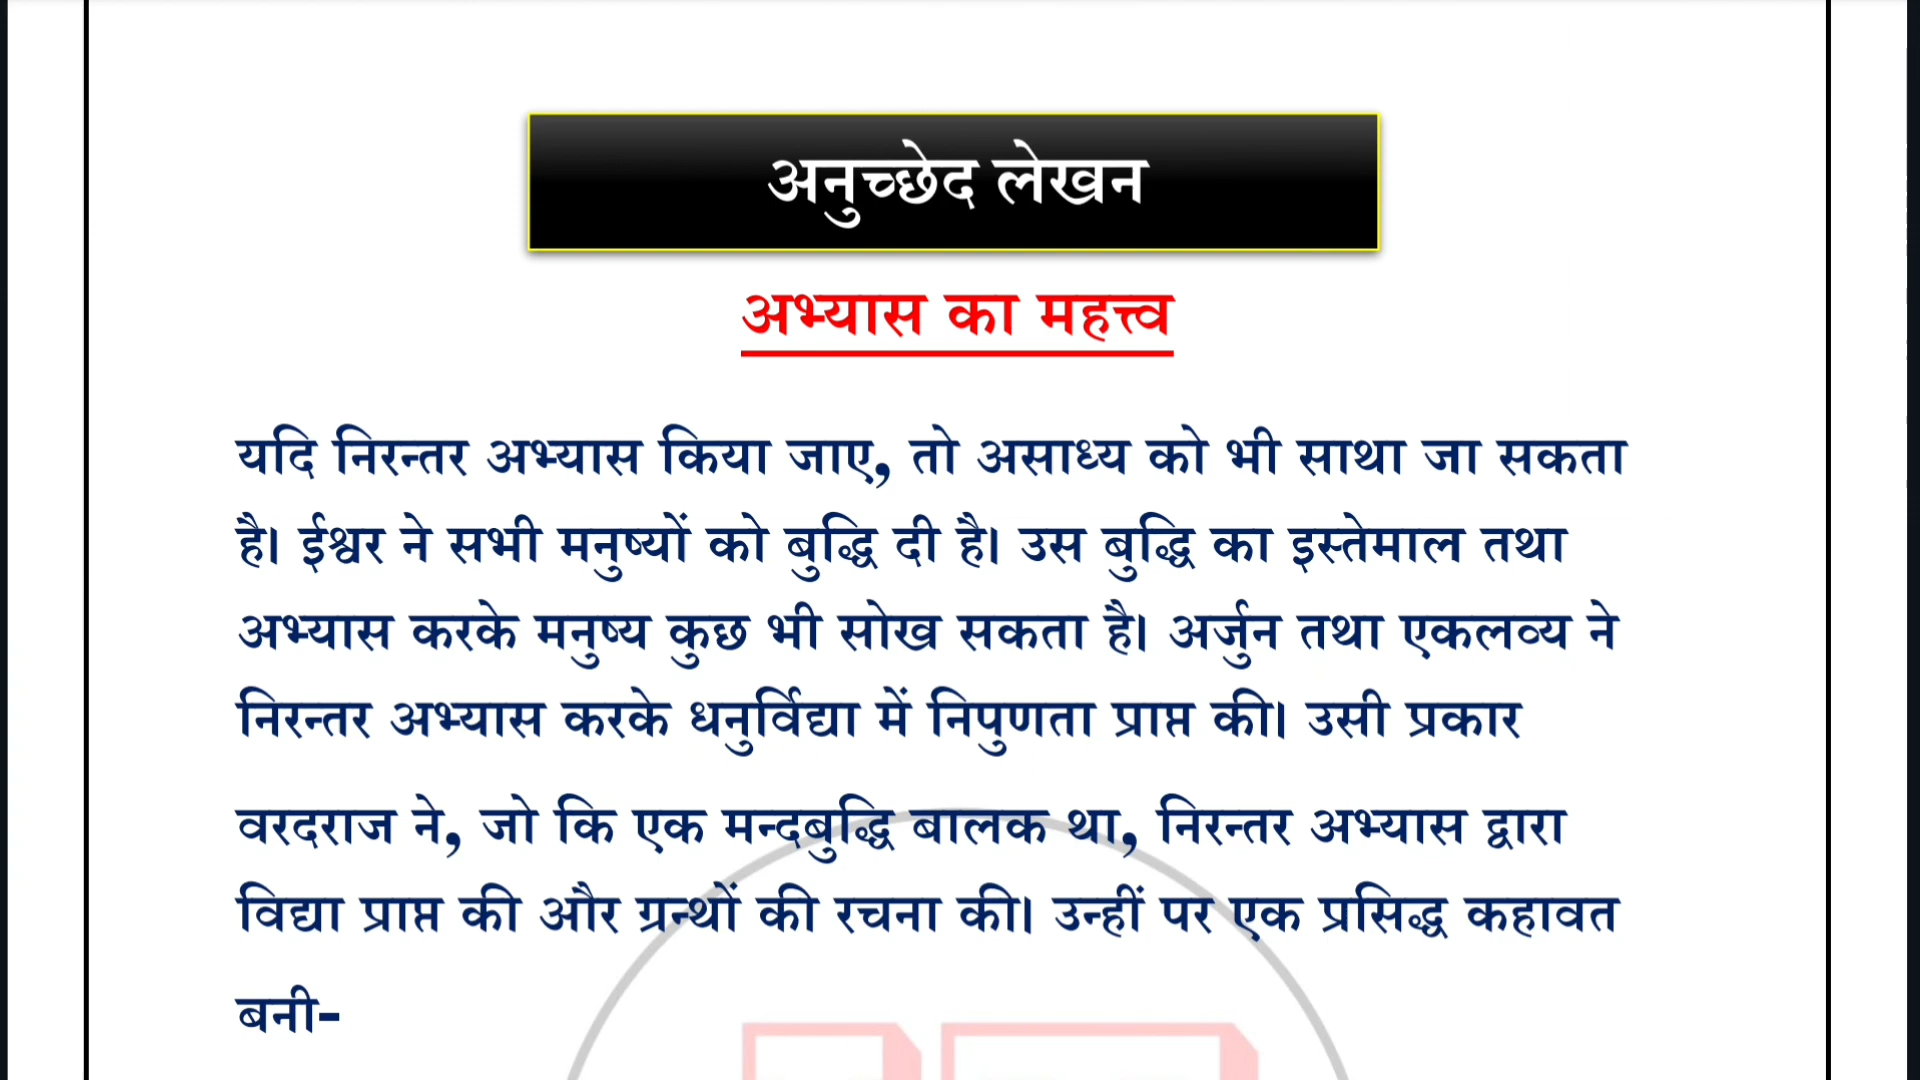 अनुच्छेद लेखन
अभ्यास का महत्त्व
यदि निरन्तर अभ्यास किया जाए, तो असाध्य को भी साथा जा सकता
है। ईश्वर ने सभी मनुष्यों को बुद्धि दी है। उस बुद्धि का इस्तेमाल तथा
अभ्यास करके मनुष्य कुछ भी सोख सकता है। अर्जुन तथा एकलव्य ने
निरन्तर अभ्यास करके धनुर्विद्या में निपुणता प्राप्त की। उसी प्रकार
वरदराज ने, जो कि एक मन्दबुद्धि बालक था, निरन्तर अभ्यास द्वारा
विद्या प्राप्त की और ग्रन्थों की रचना की। उन्हीं पर एक प्रसिद्ध कहावत
बनी-